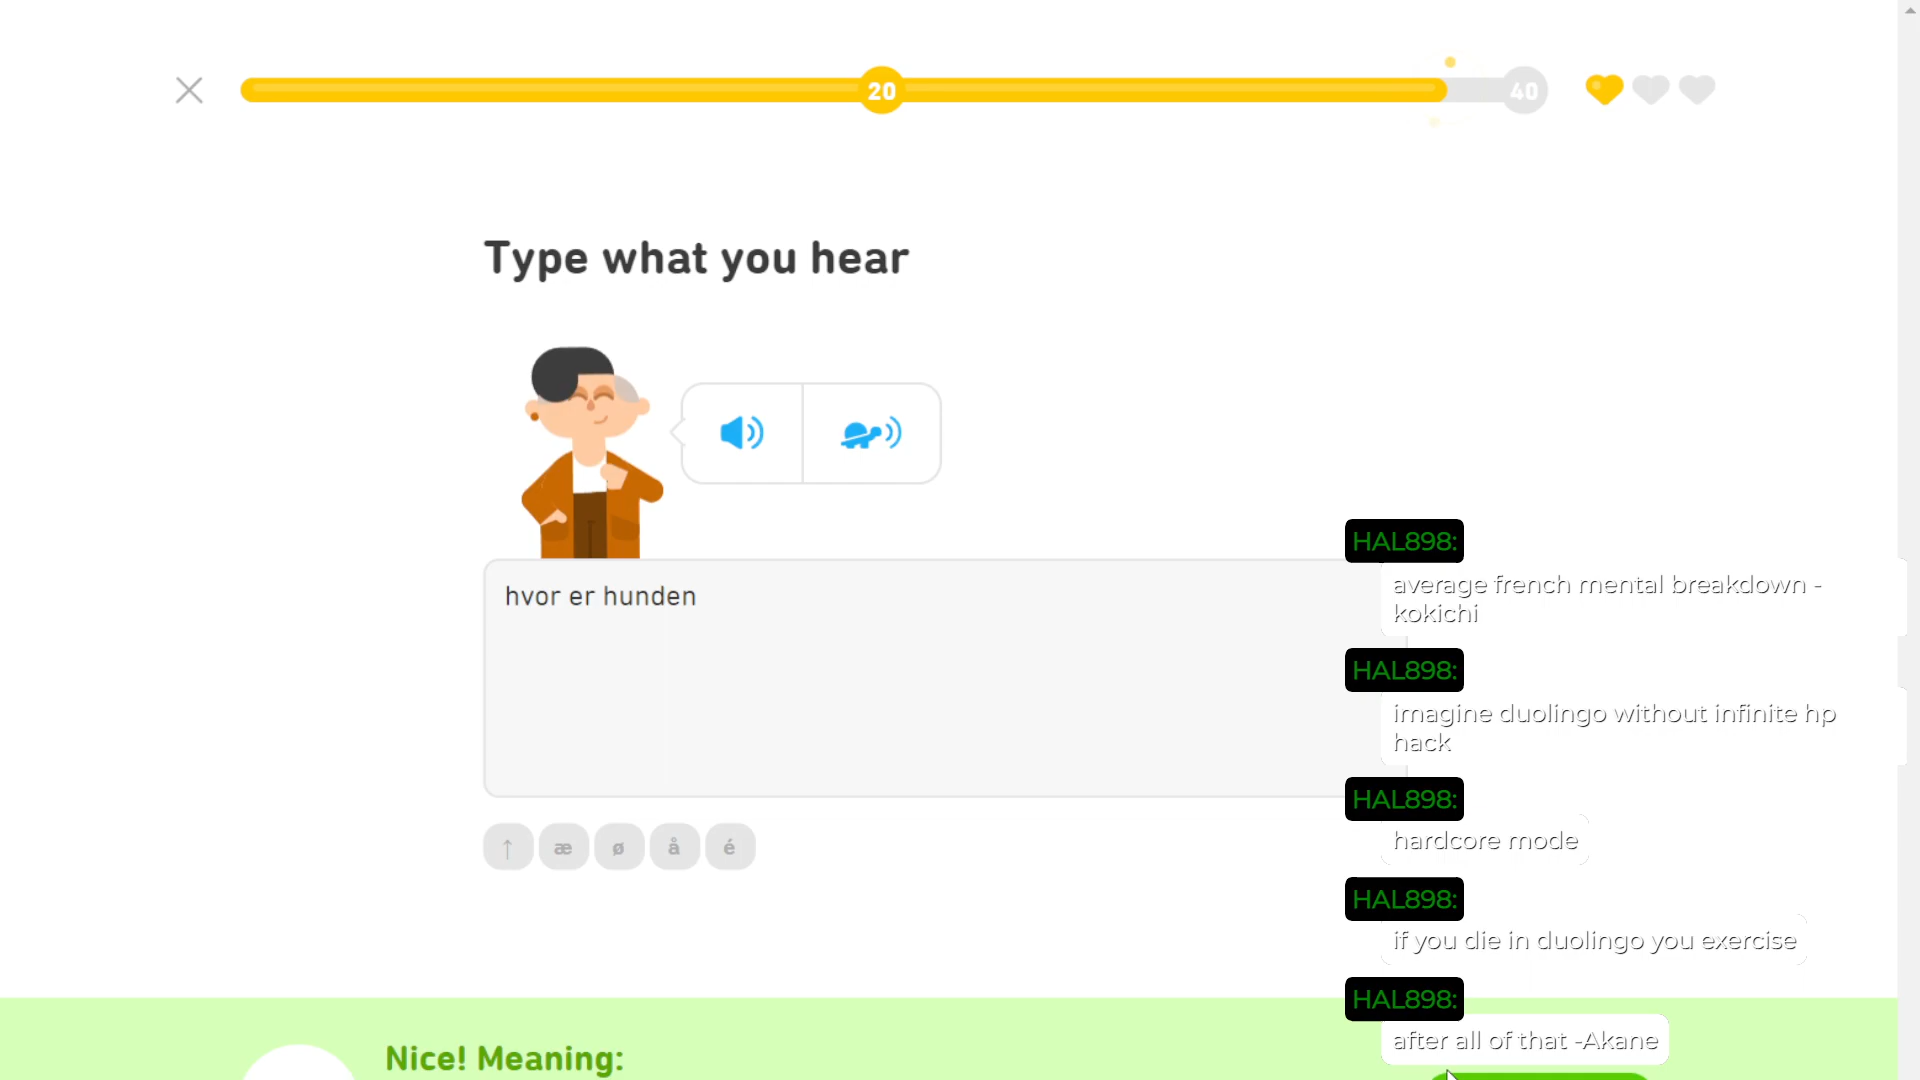 20
40
Type what you hear
hvor er hunden
↑ æ ø å é
HAL898:
average french mental breakdown -
kokichi
HAL898:
imagine duolingo without infinite hp
hack
HAL898:
hardcore mode
HAL898:
if you die in duolingo you exercise
HAL898:
after all of that -Akane
Nice! Meaning: